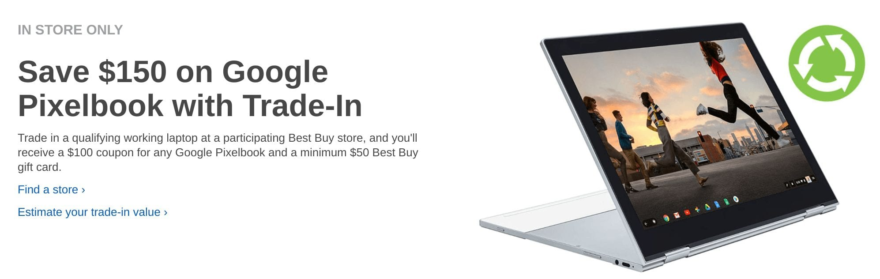 IN STORE ONLY
Save $150 on Google
Pixelbook with Trade-In
Trade in a qualifying working laptop at a participating Best Buy store, and you'll
receive a $100 coupon for any Google Pixelbook and a minimum $50 Best Buy
gift card.
Find a store ›
Estimate your trade-in value ›